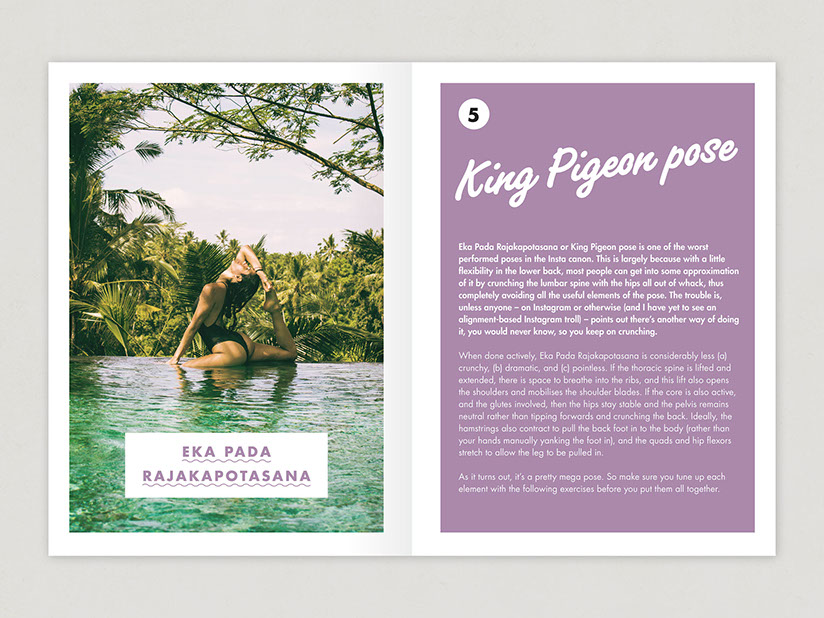 EKA PADA
RAJAKAPOTASANA
5
King Pigeon pose
Eka Pada Rajakapotasana or King Pigeon pose is one of the worst
performed poses in the Insta canon. This is largely because with a little
flexibility in the lower back, most people can get into some approximation
of it by crunching the lumbar spine with the hips all out of whack, thus
completely avoiding all the useful elements of the pose. The trouble is,
unless anyone – on Instagram or otherwise (and I have yet to see an
alignment-based Instagram troll) – points out there's another way of doing
it, you would never know, so you keep on crunching.
When done actively, Eka Pada Rajakapotasana is considerably less (a)
crunchy, (b) dramatic, and (c) pointless. If the thoracic spine is lifted and
extended, there is space to breathe into the ribs, and this lift also opens
the shoulders and mobilises the shoulder blades. If the core is also active,
and the glutes involved, then the hips stay stable and the pelvis remains
neutral rather than tipping forwards and crunching the back. Ideally, the
hamstrings also contract to pull the back foot in to the body (rather than
your hands manually yanking the foot in), and the quads and hip flexors
stretch to allow the leg to be pulled in.
As it turns out, it's a pretty mega pose. So make sure you tune up each
element with the following exercises before you put them all together.